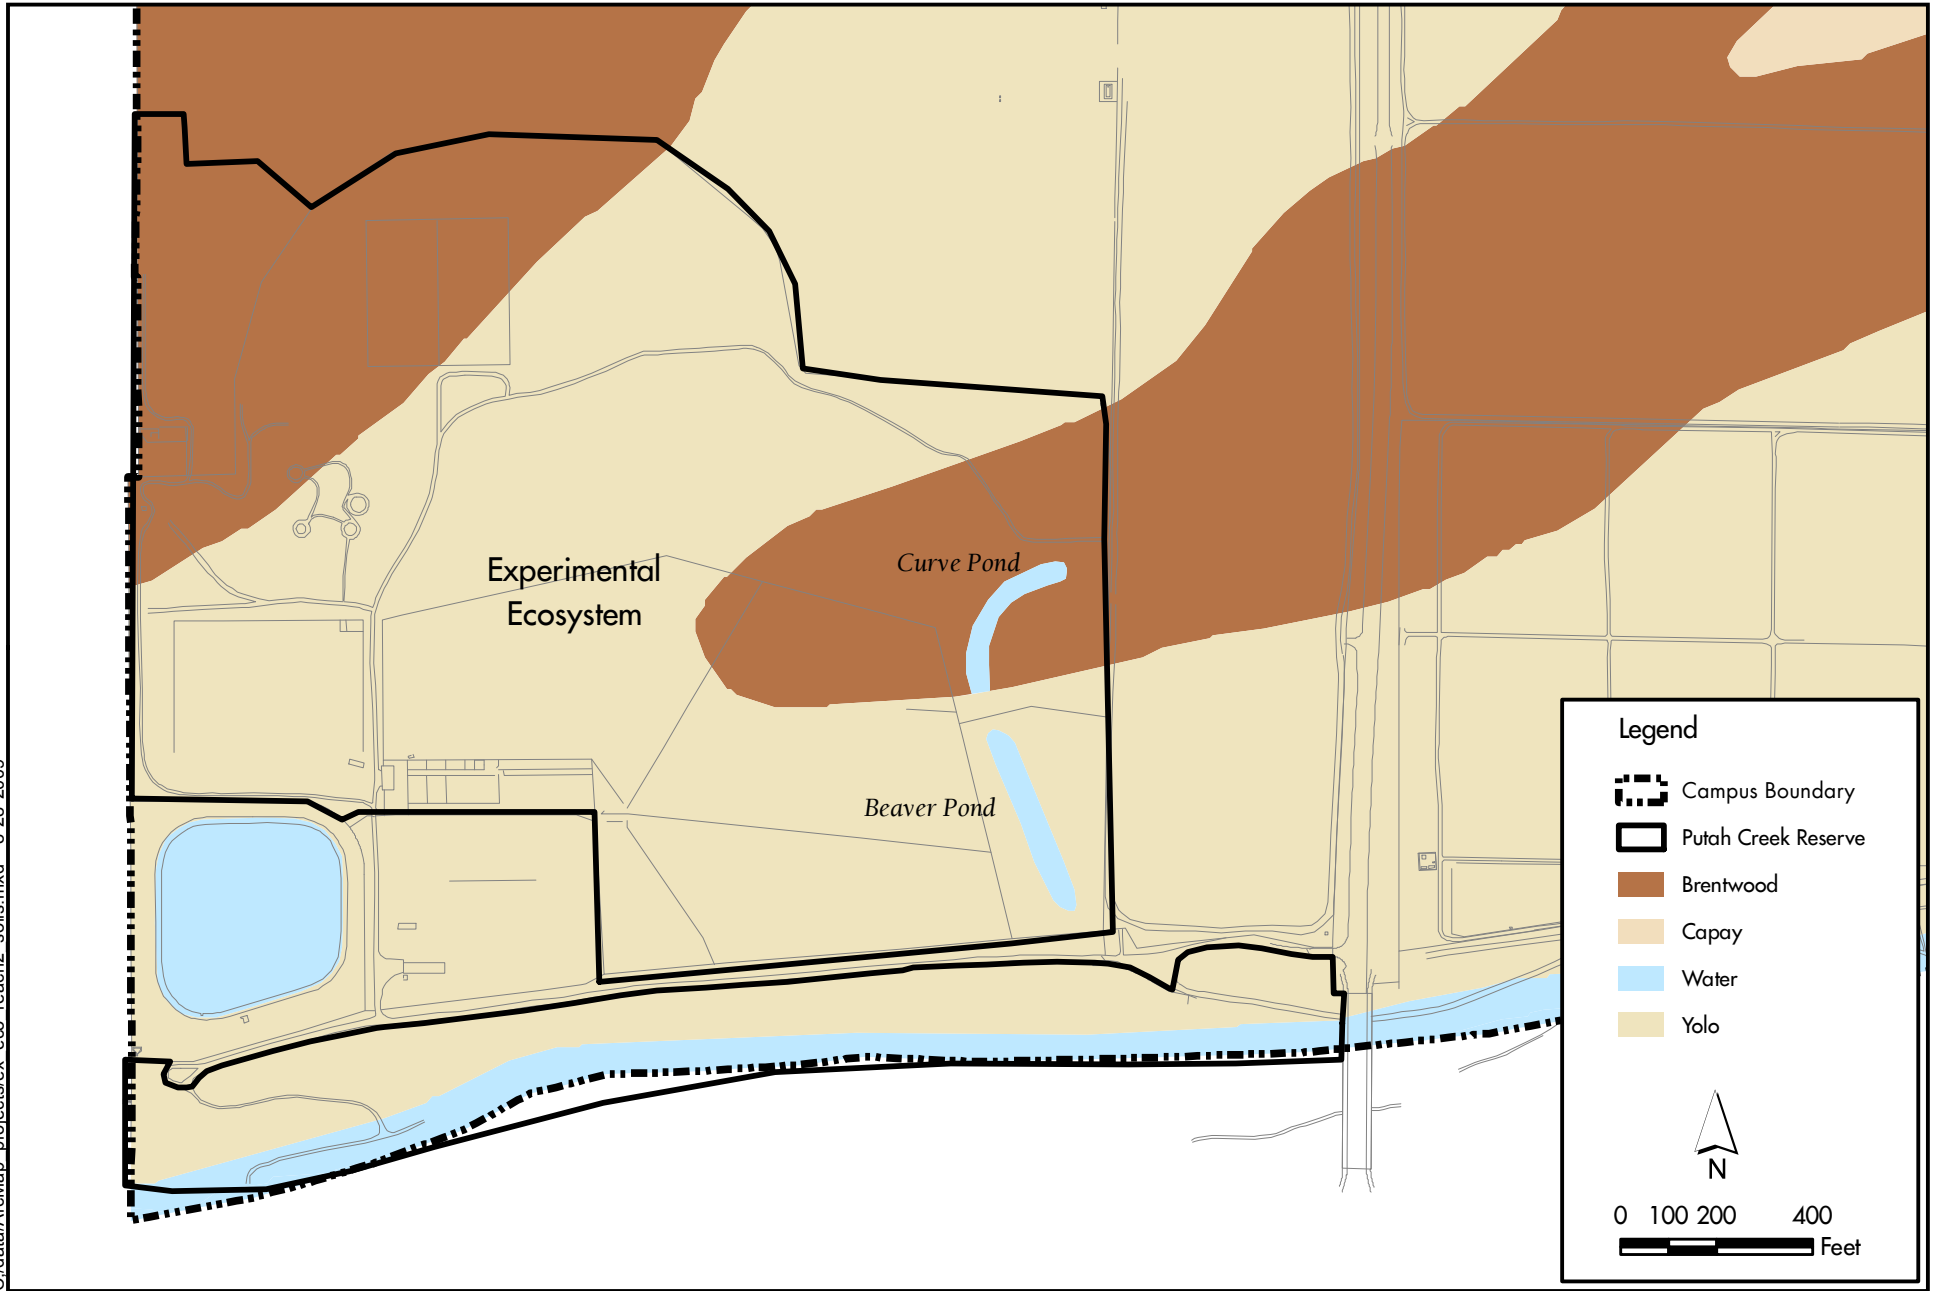 Experimental
Ecosystem
Curve Pond
Beaver Pond
Legend
Campus Boundary
Putah Creek Reserve
Brentwood
Capay
Water
Yolo
N
0 100 200 400
Feet